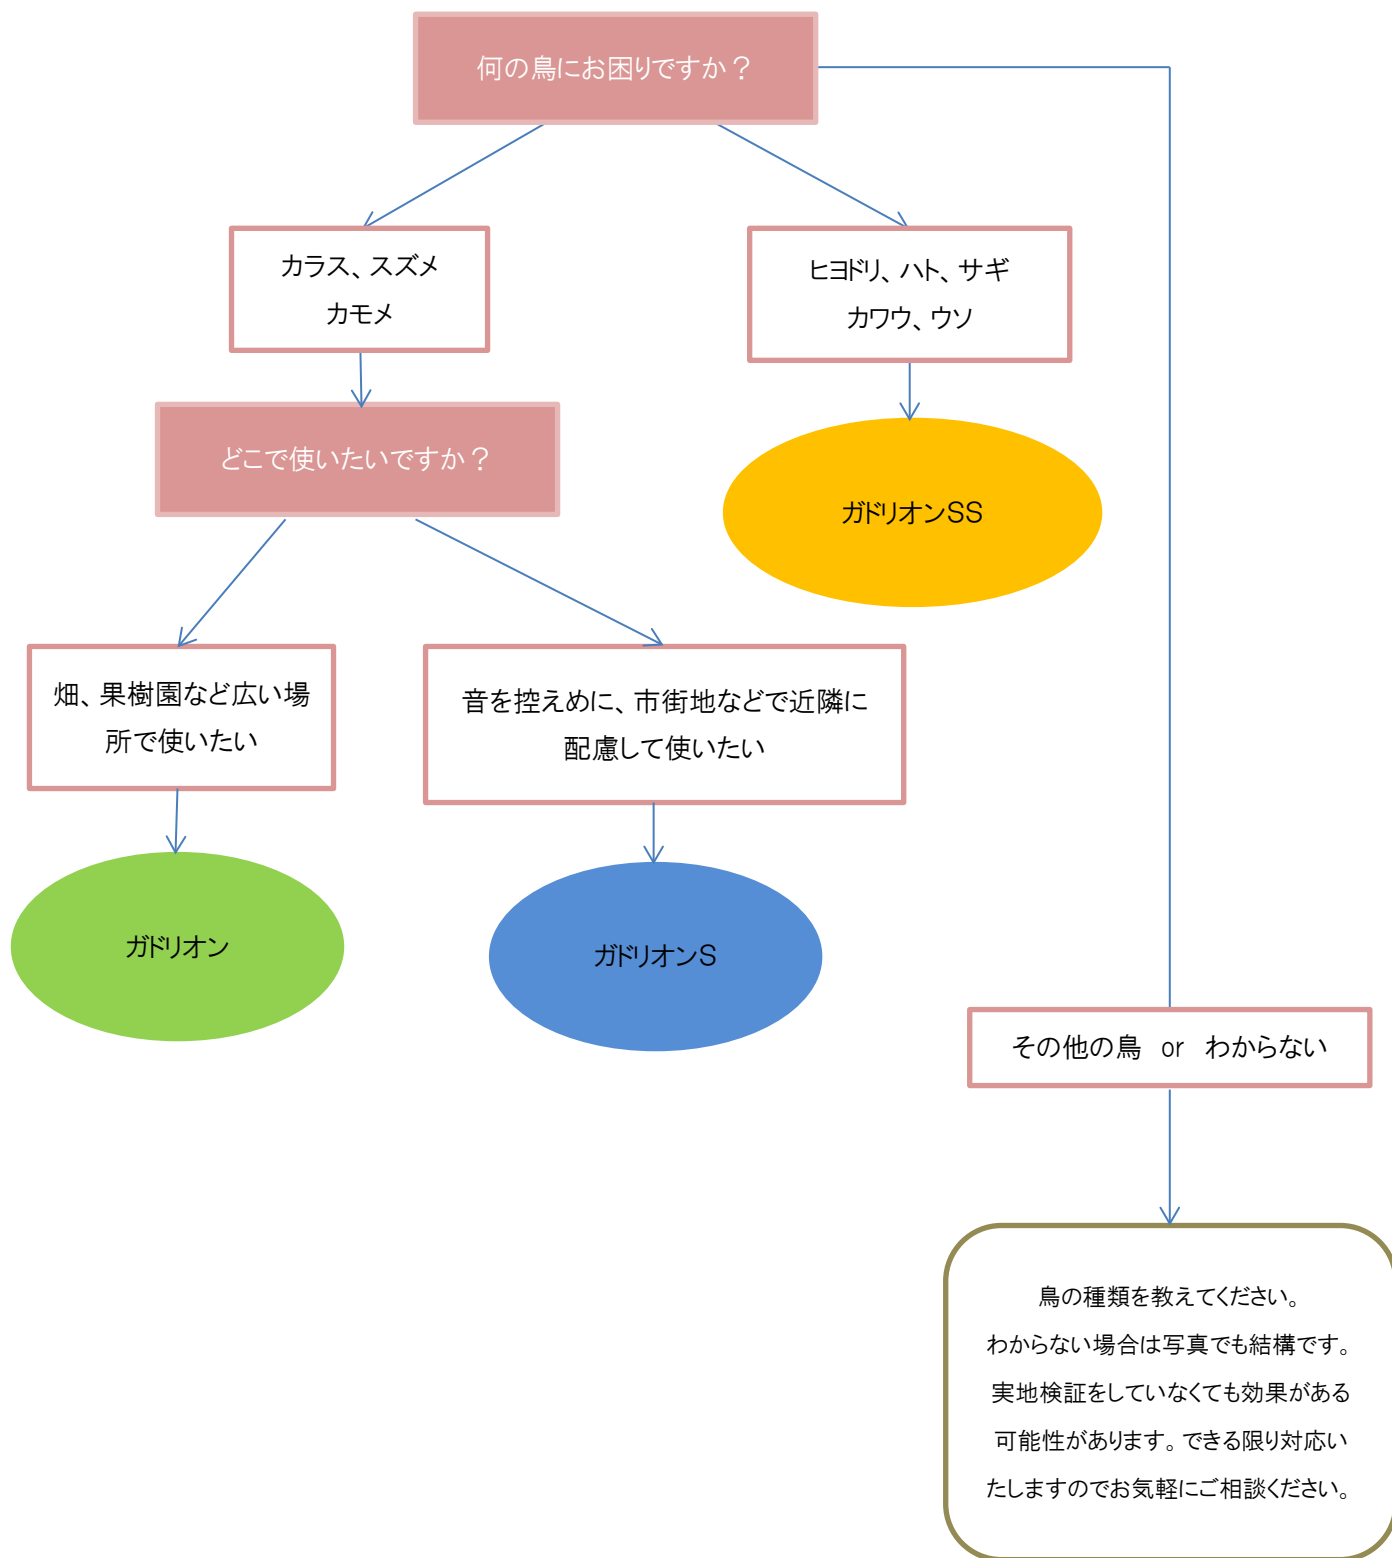 何の鳥にお困りですか？
カラス、スズメ
カモメ
ヒヨドリ、ハト、サギ
カワウ、ウソ
どこで使いたいですか？
ガドリオンSS
畑、果樹園など広い場
所で使いたい
音を控えめに、市街地などで近隣に
配慮して使いたい
ガドリオン
ガドリオンS
その他の鳥　or　わからない
鳥の種類を教えてください。
わからない場合は写真でも結構です。
実地検証をしていなくても効果がある
可能性があります。できる限り対応い
たしますのでお気軽にご相談ください。